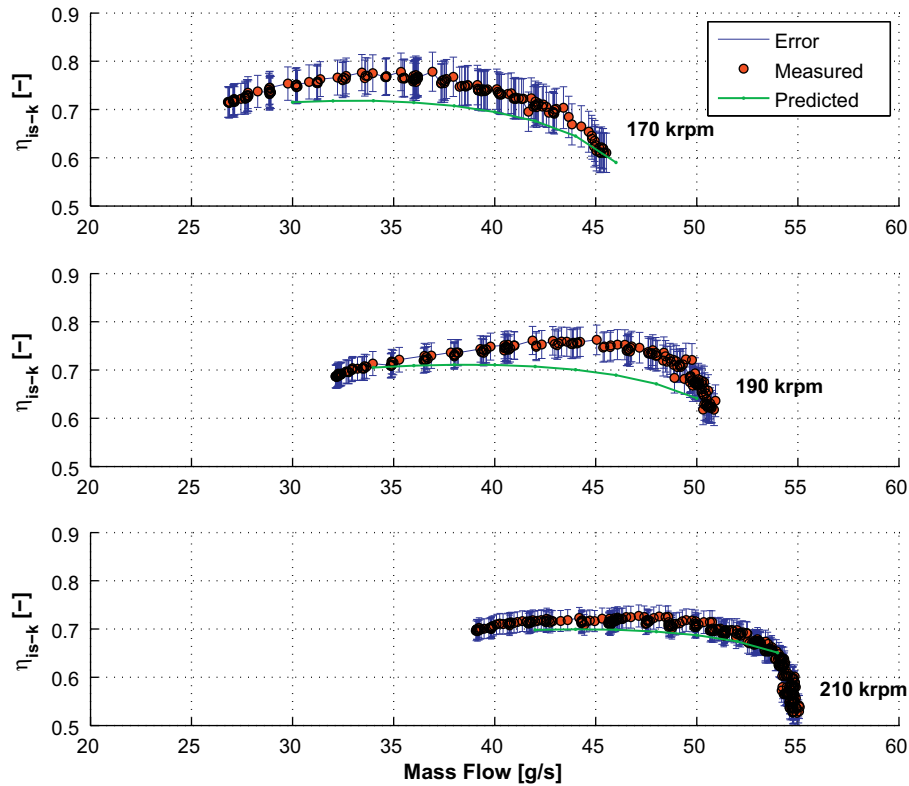 0.9
0.8
0.7
0.6
0.5
η is−k [−]
20 25 30 35 40 45 50 55 60
Error
Measured
Predicted
170 krpm
0.9
0.8
0.7
0.6
0.5
η is−k [−]
20 25 30 35 40 45 50 55 60
190 krpm
0.9
0.8
0.7
0.6
0.5
η is−k [−]
20 25 30 35 40 45 50 55 60
210 krpm
Mass Flow [g/s]